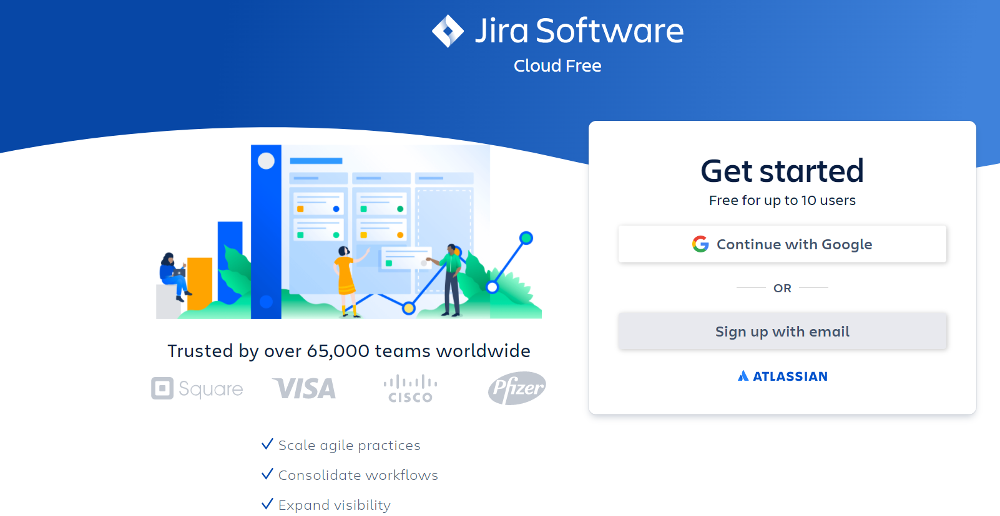 Jira Software
Cloud Free
Get started
Free for up to 10 users
Continue with Google
OR
Sign up with email
ATLASSIAN
Trusted by over 65,000 teams worldwide
Square
VISA
CISCO
Pfizer
Scale agile practices
Consolidate workflows
Expand visibility